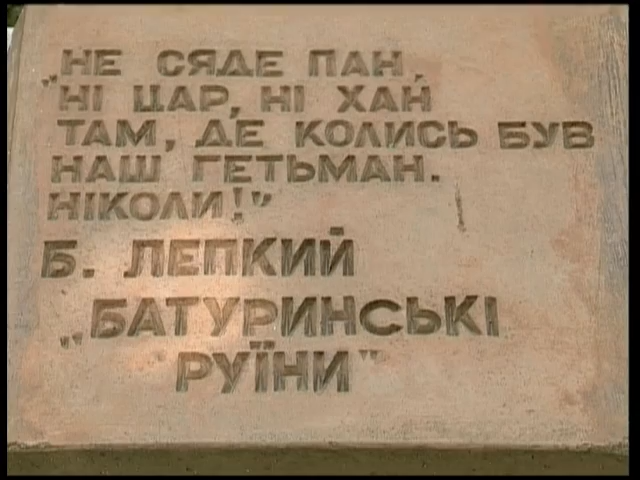 „НЕ СЯДЕ ПАН,
НІ ЦАР, НІ ХАН
ТАМ, ДЕ КОЛИСЬ БУВ
НАШ ГЕТЬМАН.
НІКОЛИ!"
Б. ЛЕПКИЙ
„БАТУРИНСЬКІ
РУЇНИ"